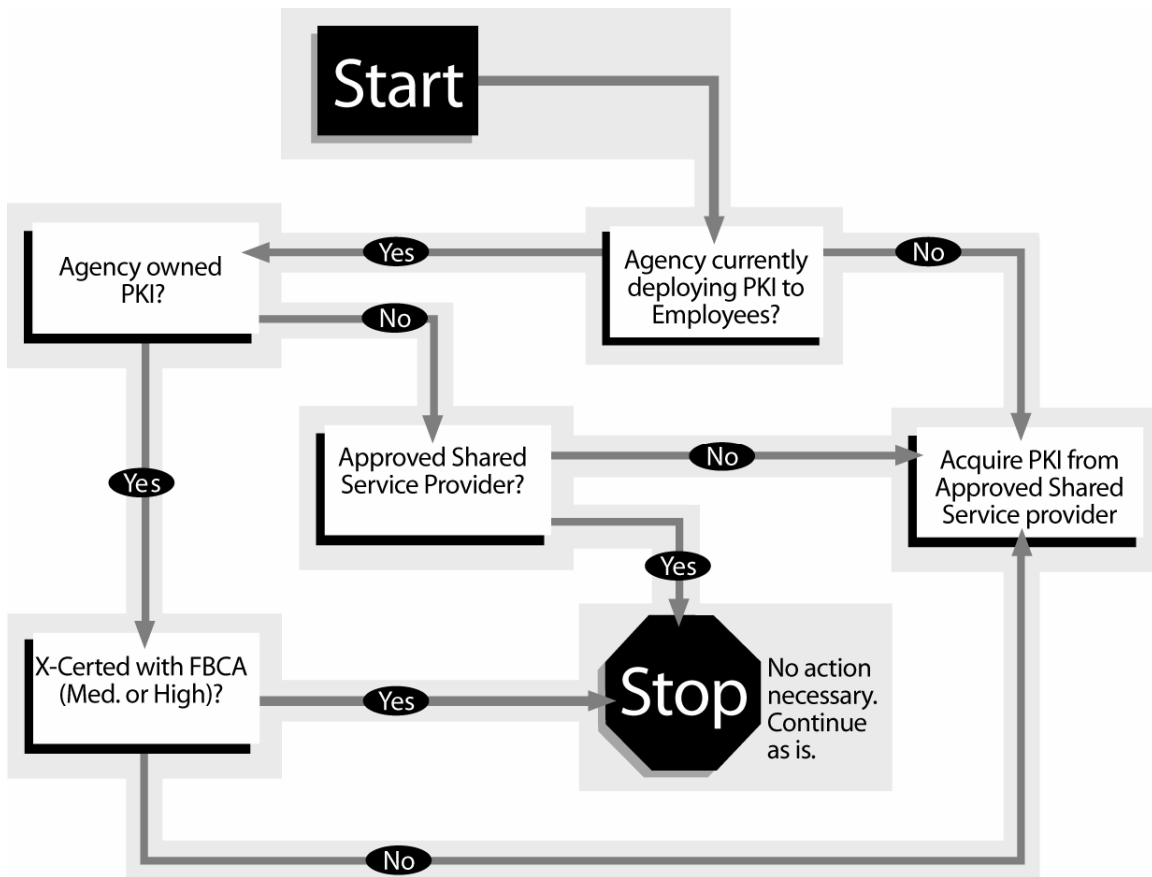 Start
Yes
No
Agency owned
PKI?
Agency currently
deploying PKI to
Employees?
No
Approved Shared
Service Provider?
No
Acquire PKI from
Approved Shared
Service provider
Yes
Yes
X-Certed with FBCA
(Med. or High)?
Yes
Stop
No action
necessary.
Continue
as is.
No